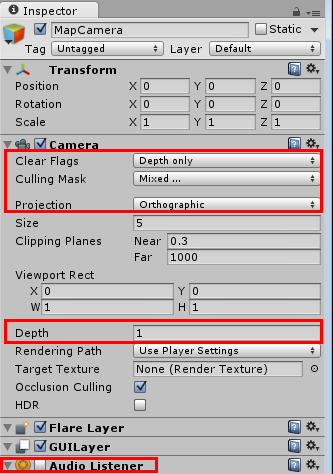 Inspector
MapCamera Static
Tag Untagged Layer Default
Transform
Position X 0 Y 0 Z 0
Rotation X 0 Y 0 Z 0
Scale X 1 Y 1 Z 1
Camera
Clear Flags Depth only
Culling Mask Mixed ...
Projection Orthographic
Size 5
Clipping Planes Near 0.3
Far 1000
Viewport Rect
X 0 Y 0
W 1 H 1
Depth 1
Rendering Path Use Player Settings
Target Texture None (Render Texture)
Occlusion Culling
HDR
Flare Layer
GUILayer
Audio Listener